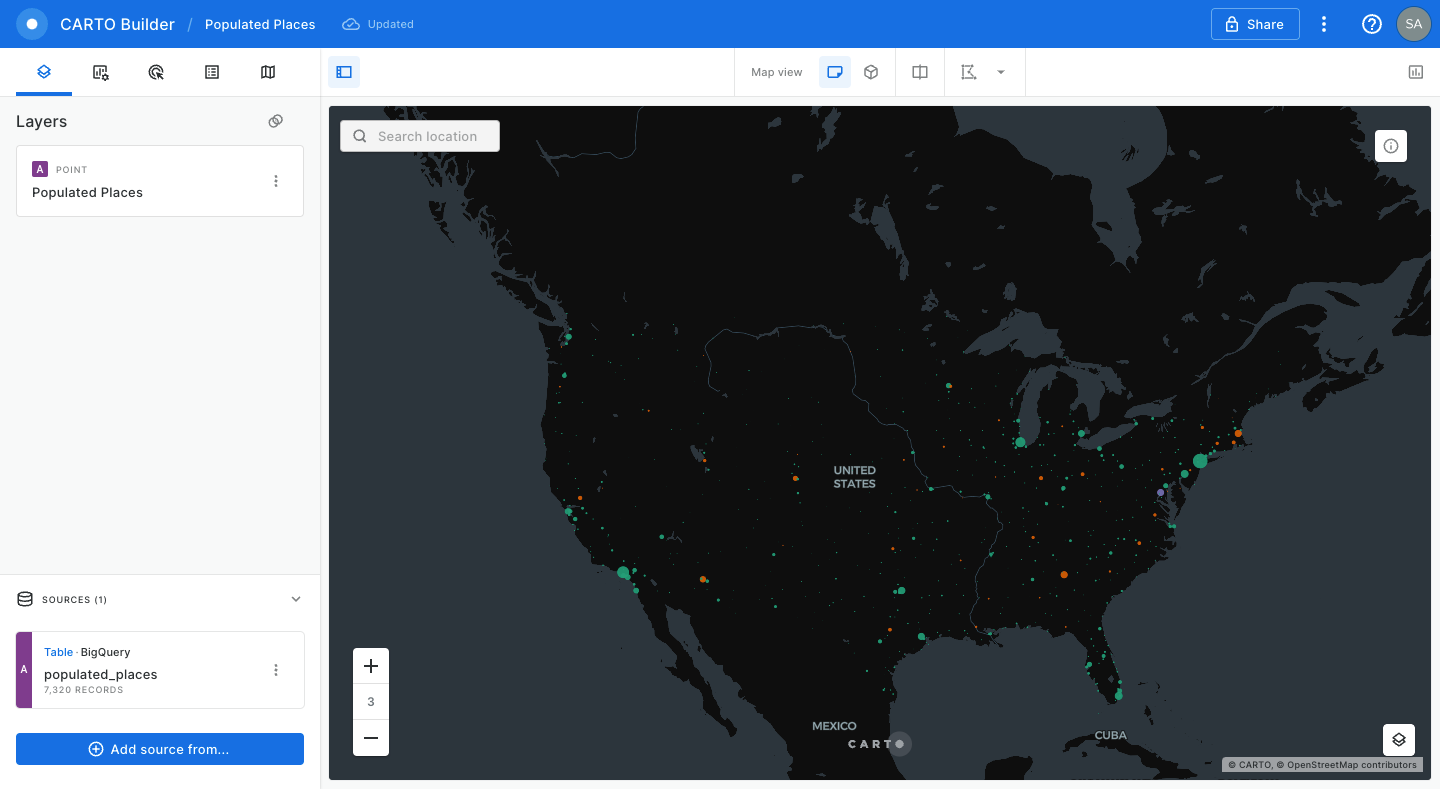 CARTO Builder / Populated Places
Updated
Share
SA
Map view
Layers
A POINT
Populated Places
Search location
UNITED
STATES
MEXICO
CUBA
CARTO
3
SOURCES (1)
A
Table · BigQuery
populated_places
7,320 RECORDS
Add source from...
© CARTO, © OpenStreetMap contributors